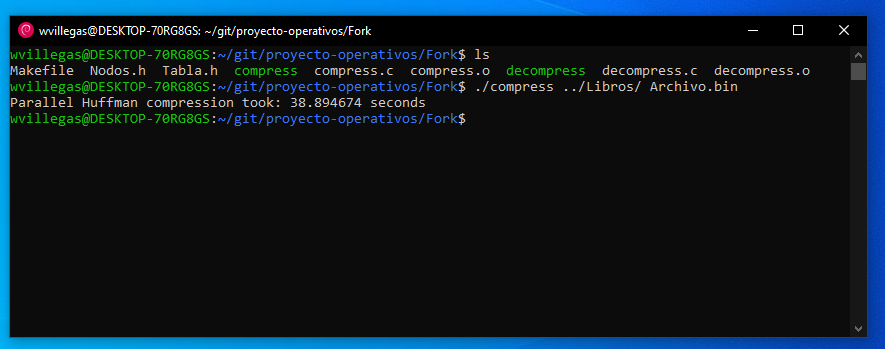 wvillegas@DESKTOP-70RG8GS: ~/git/proyecto-operativos/Fork
wvillegas@DESKTOP-70RG8GS:~/git/proyecto-operativos/Fork$ ls
Makefile  Nodos.h  Tabla.h  compress  compress.c  compress.o  decompress  decompress.c  decompress.o
wvillegas@DESKTOP-70RG8GS:~/git/proyecto-operativos/Fork$ ./compress ../Libros/ Archivo.bin
Parallel Huffman compression took: 38.894674 seconds
wvillegas@DESKTOP-70RG8GS:~/git/proyecto-operativos/Fork$